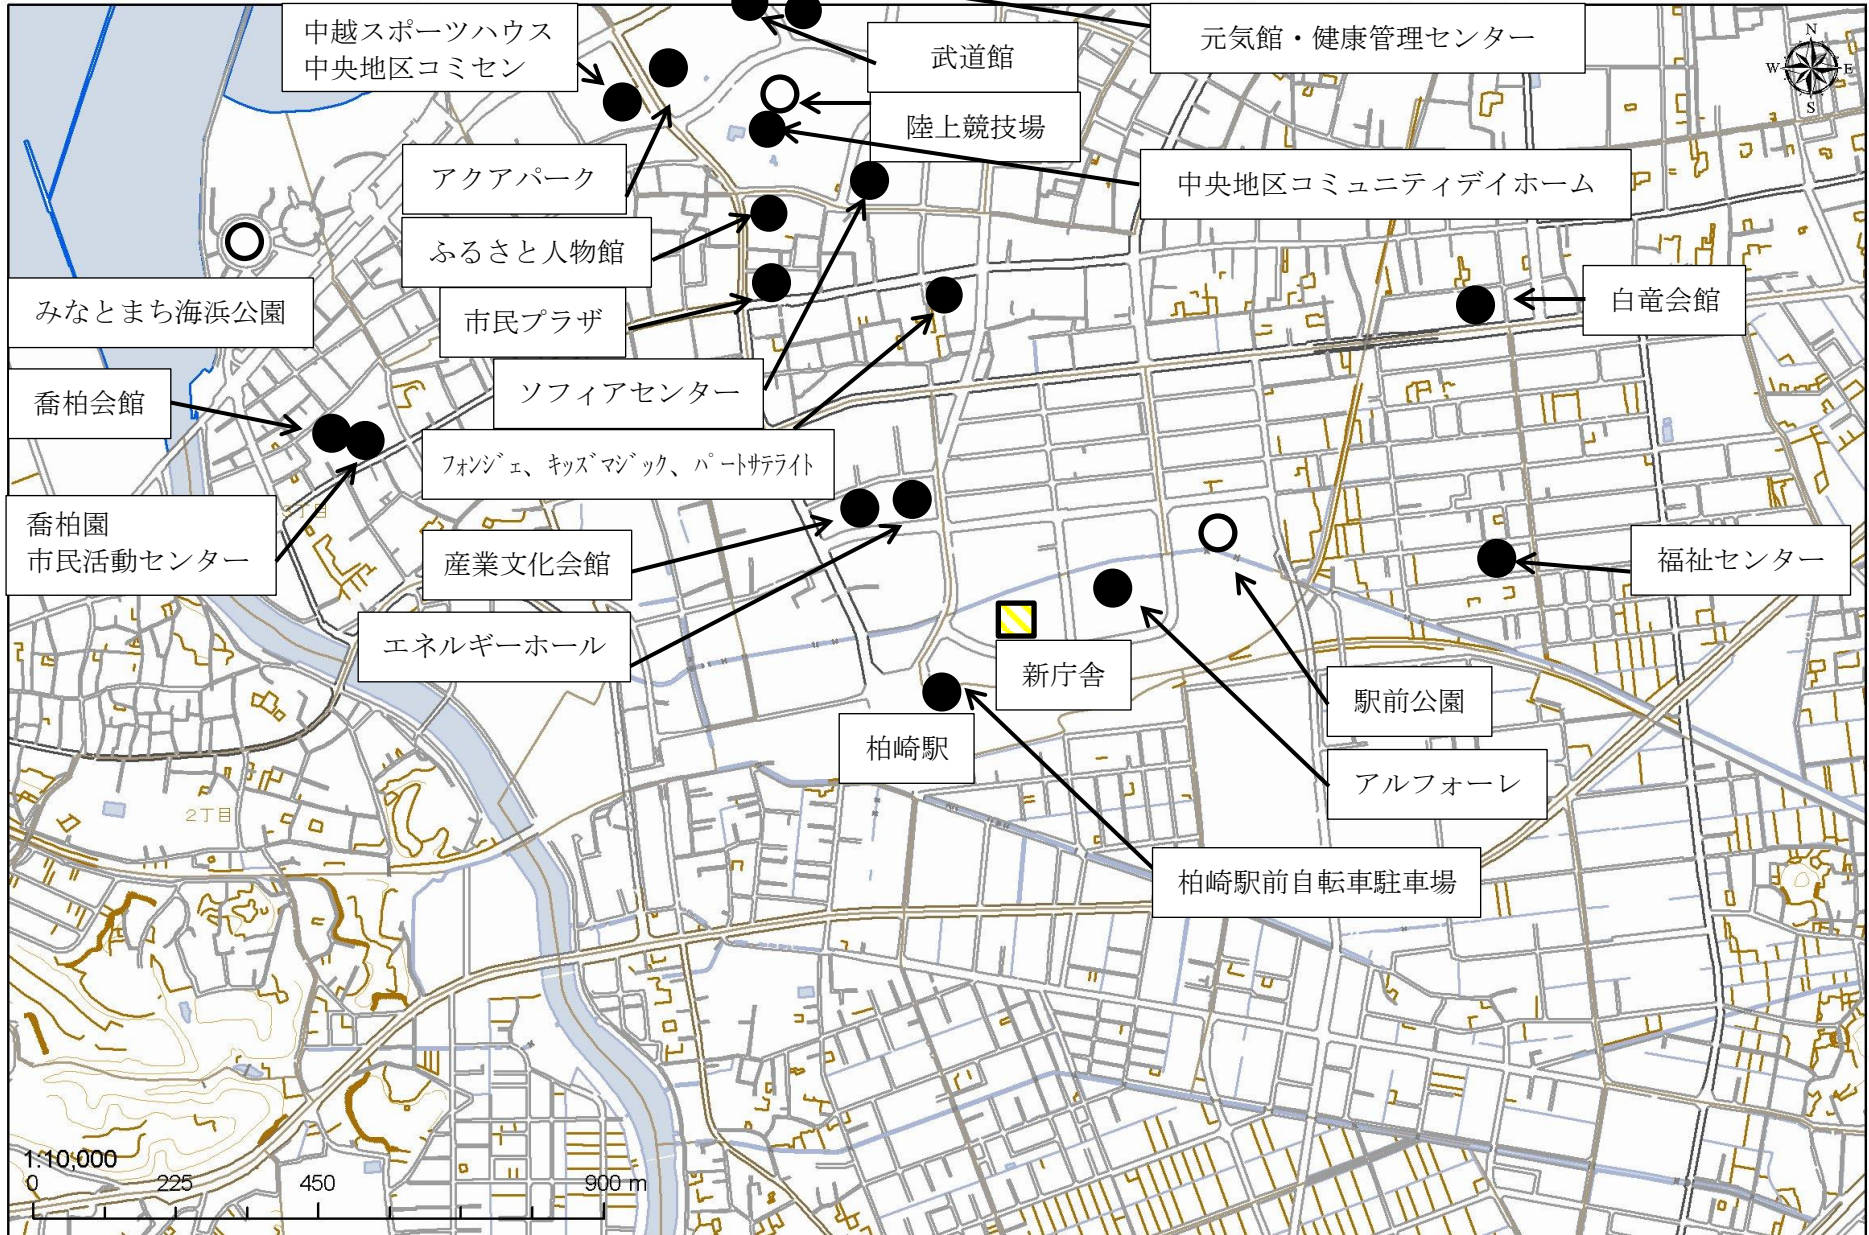 中越スポーツハウス
中央地区コミセン
武道館
元気館・健康管理センター
N
W
E
S
陸上競技場
アクアパーク
中央地区コミュニティデイホーム
ふるさと人物館
みなとまち海浜公園
市民プラザ
白竜会館
ソフィアセンター
喬柏会館
フォンジェ、キッズマジック、パートサテライト
喬柏園
市民活動センター
産業文化会館
福祉センター
エネルギーホール
新庁舎
駅前公園
柏崎駅
アルフォーレ
2丁目
柏崎駅前自転車駐車場
1:10,000
0 225 450 900 m